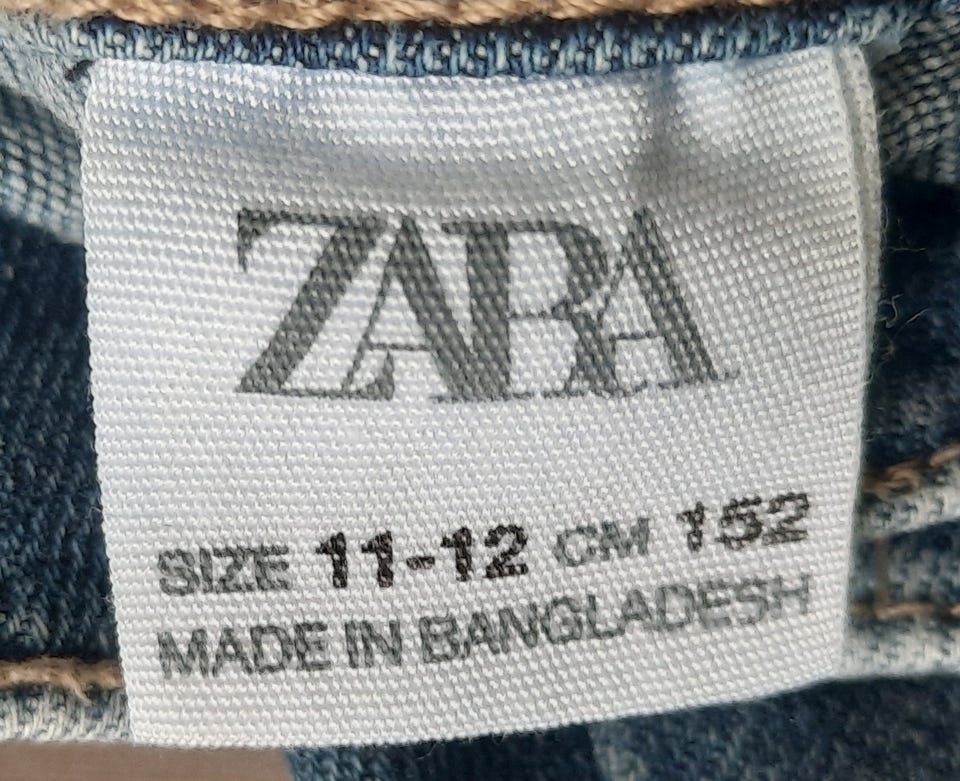 ZARA
SIZE 11-12 CM 152
MADE IN BANGLADESH